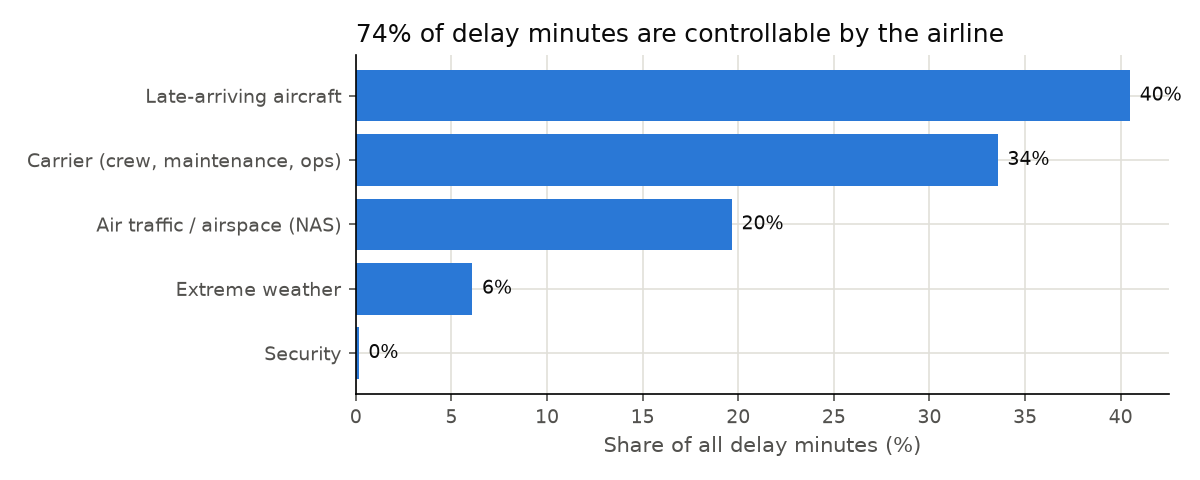 74% of delay minutes are controllable by the airline
Late-arriving aircraft
40%
Carrier (crew, maintenance, ops)
34%
Air traffic / airspace (NAS)
20%
Extreme weather
6%
Security
0%
0 5 10 15 20 25 30 35 40
Share of all delay minutes (%)